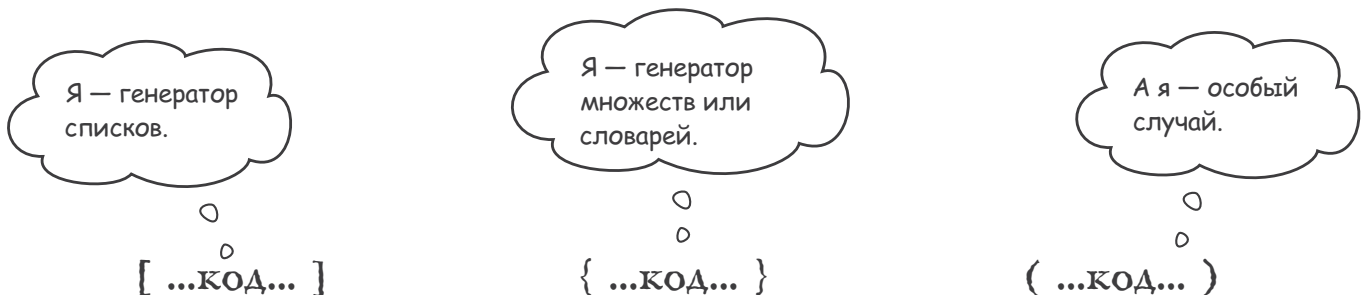 Я — генератор
списков.
Я — генератор
множеств или
словарей.
А я — особый
случай.
[ ...код... ]
{ ...код... }
( ...код... )